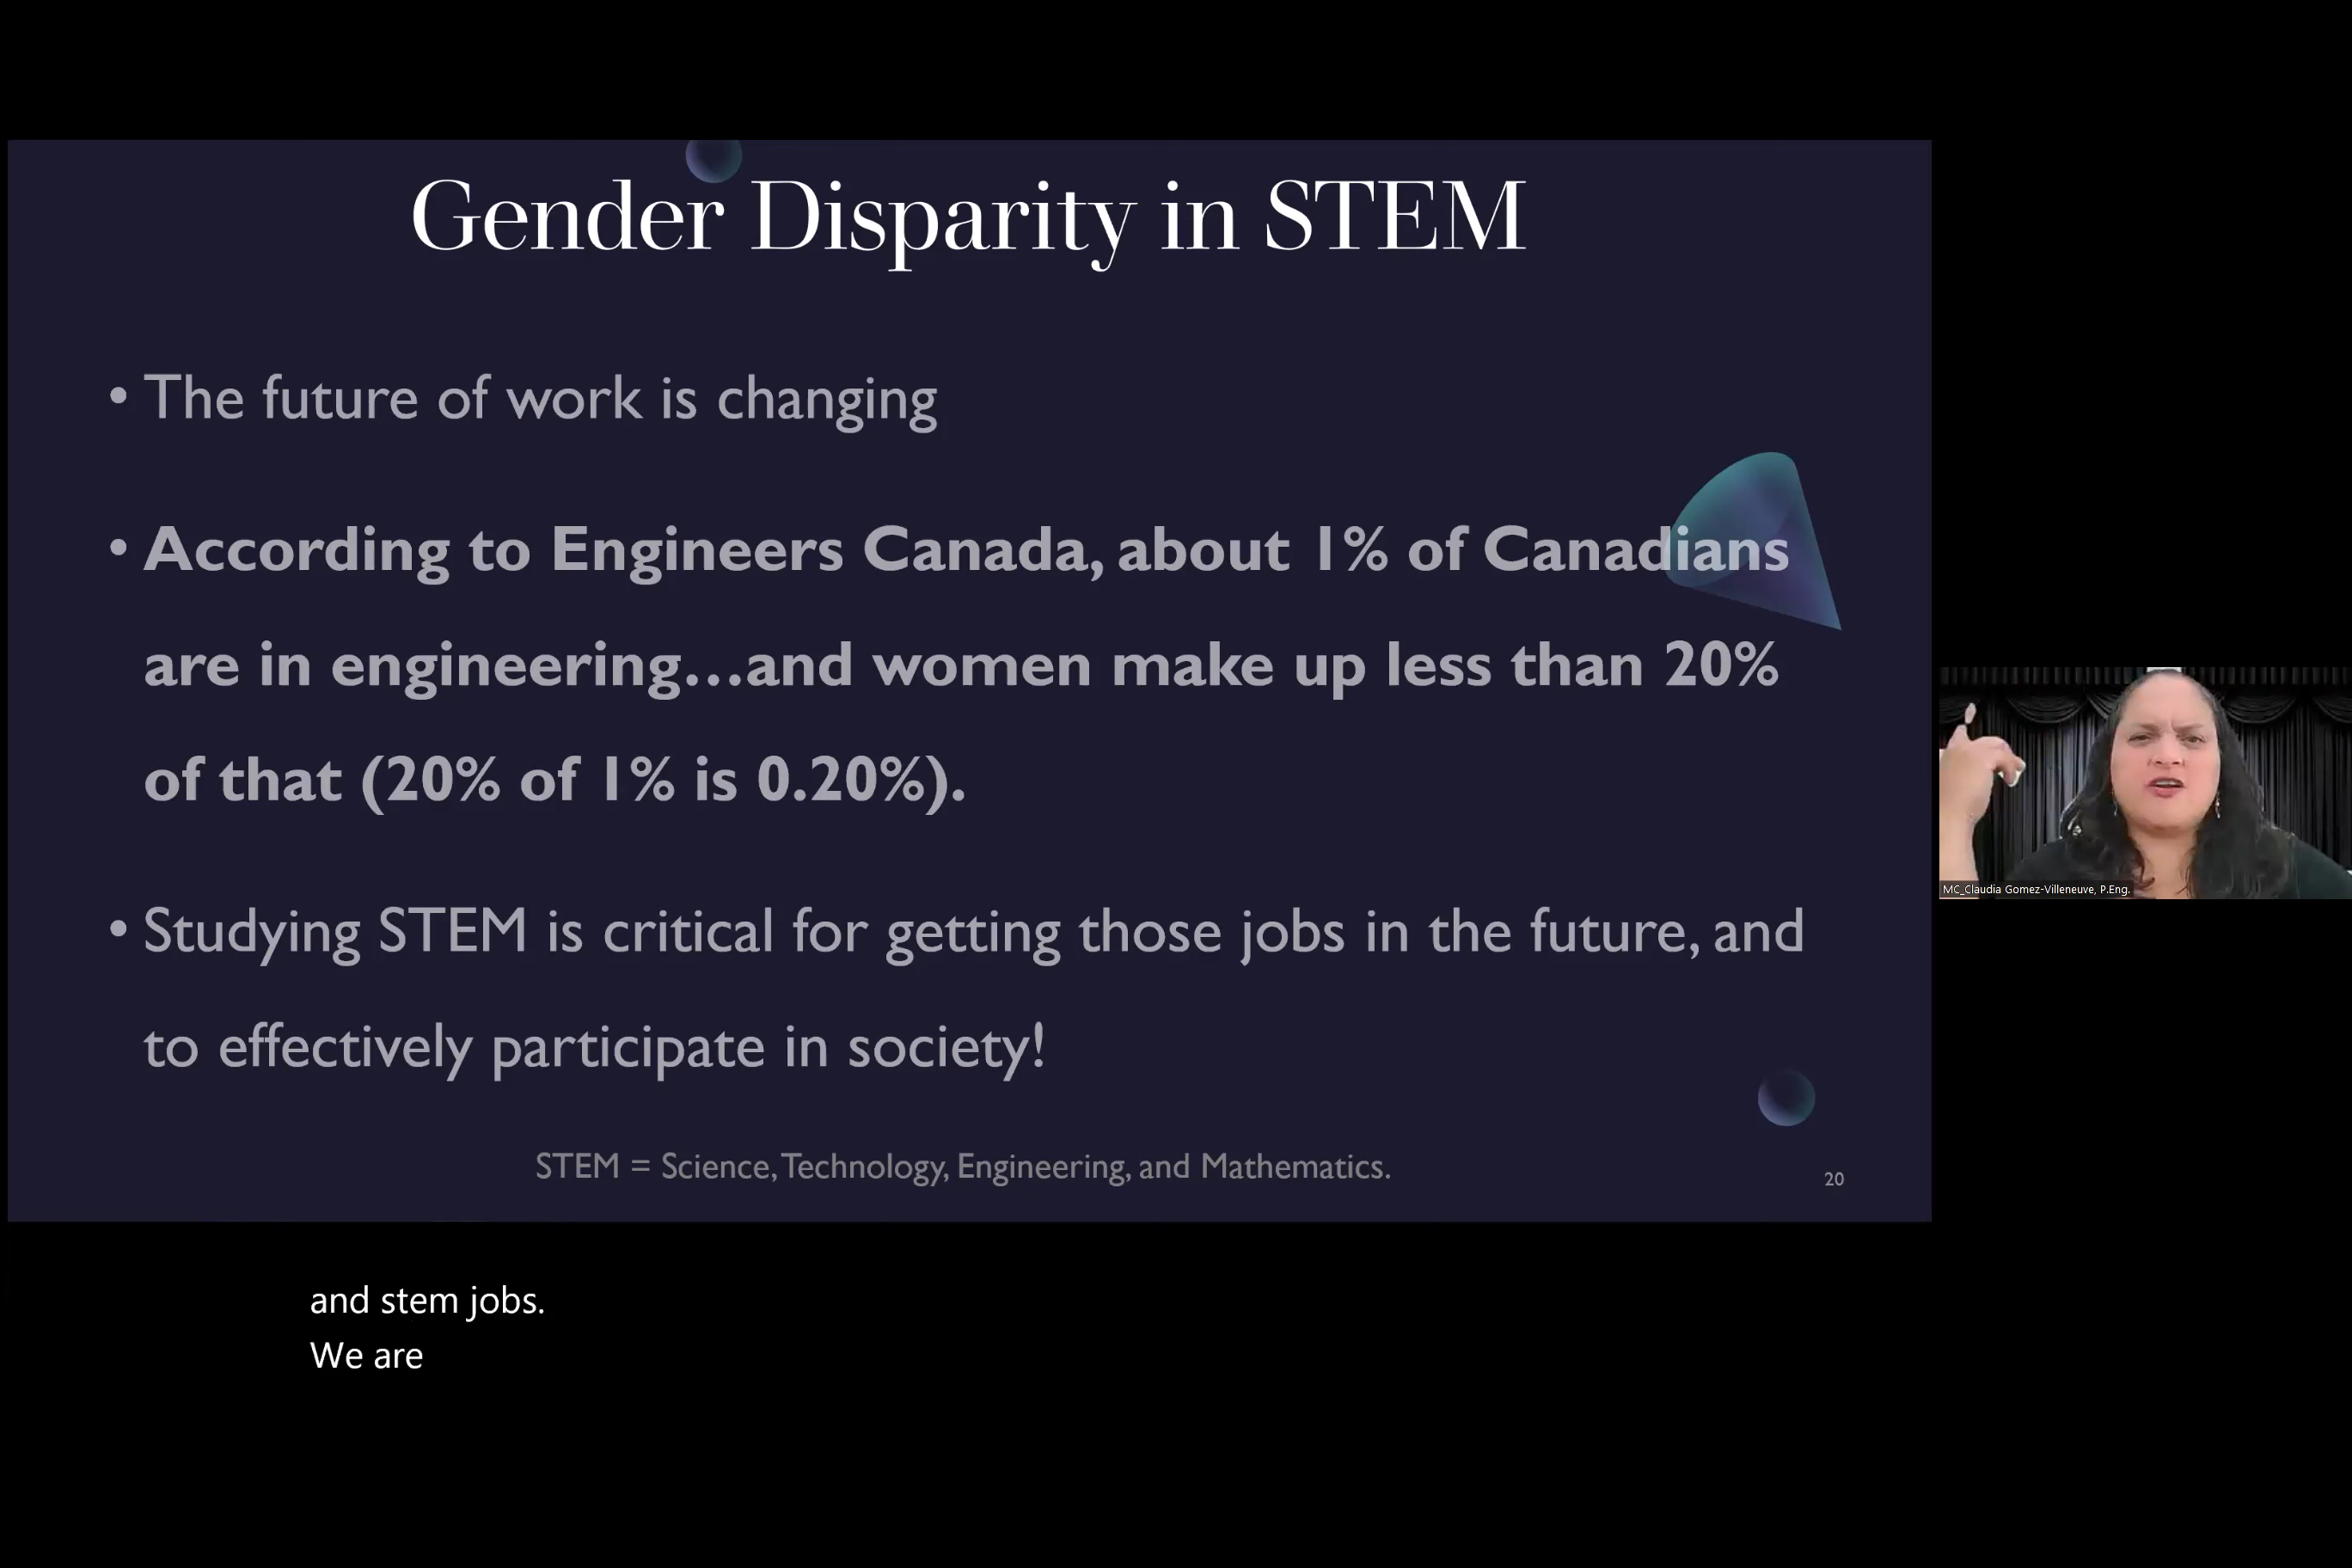 Gender Disparity in STEM
• The future of work is changing
• According to Engineers Canada, about 1% of Canadians
are in engineering...and women make up less than 20%
of that (20% of 1% is 0.20%).
• Studying STEM is critical for getting those jobs in the future, and
to effectively participate in society!
STEM = Science, Technology, Engineering, and Mathematics.
20
MC_Claudia Gomez-Villeneuve, P.Eng.
and stem jobs.
We are